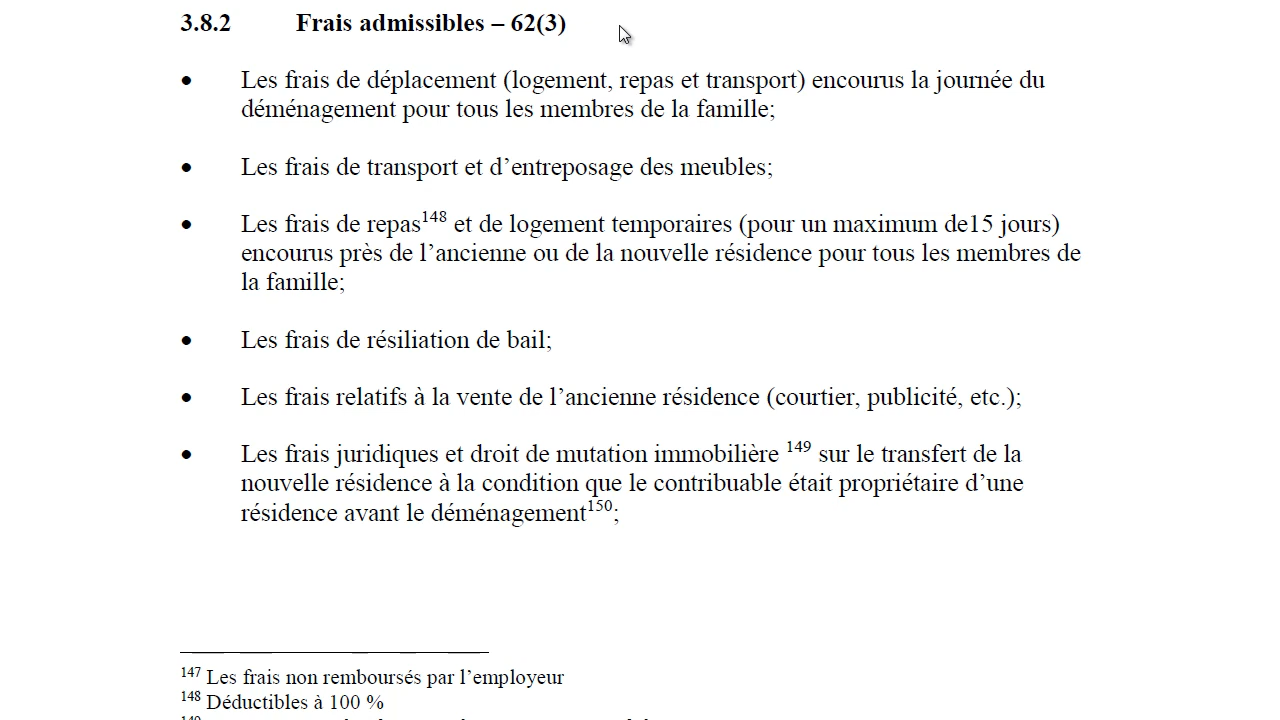 3.8.2 Frais admissibles – 62(3)
• Les frais de déplacement (logement, repas et transport) encourus la journée du
déménagement pour tous les membres de la famille;
• Les frais de transport et d’entreposage des meubles;
• Les frais de repas148 et de logement temporaires (pour un maximum de15 jours)
encourus près de l’ancienne ou de la nouvelle résidence pour tous les membres de
la famille;
• Les frais de résiliation de bail;
• Les frais relatifs à la vente de l’ancienne résidence (courtier, publicité, etc.);
• Les frais juridiques et droit de mutation immobilière 149 sur le transfert de la
nouvelle résidence à la condition que le contribuable était propriétaire d’une
résidence avant le déménagement150;
147 Les frais non remboursés par l’employeur
148 Déductibles à 100 %